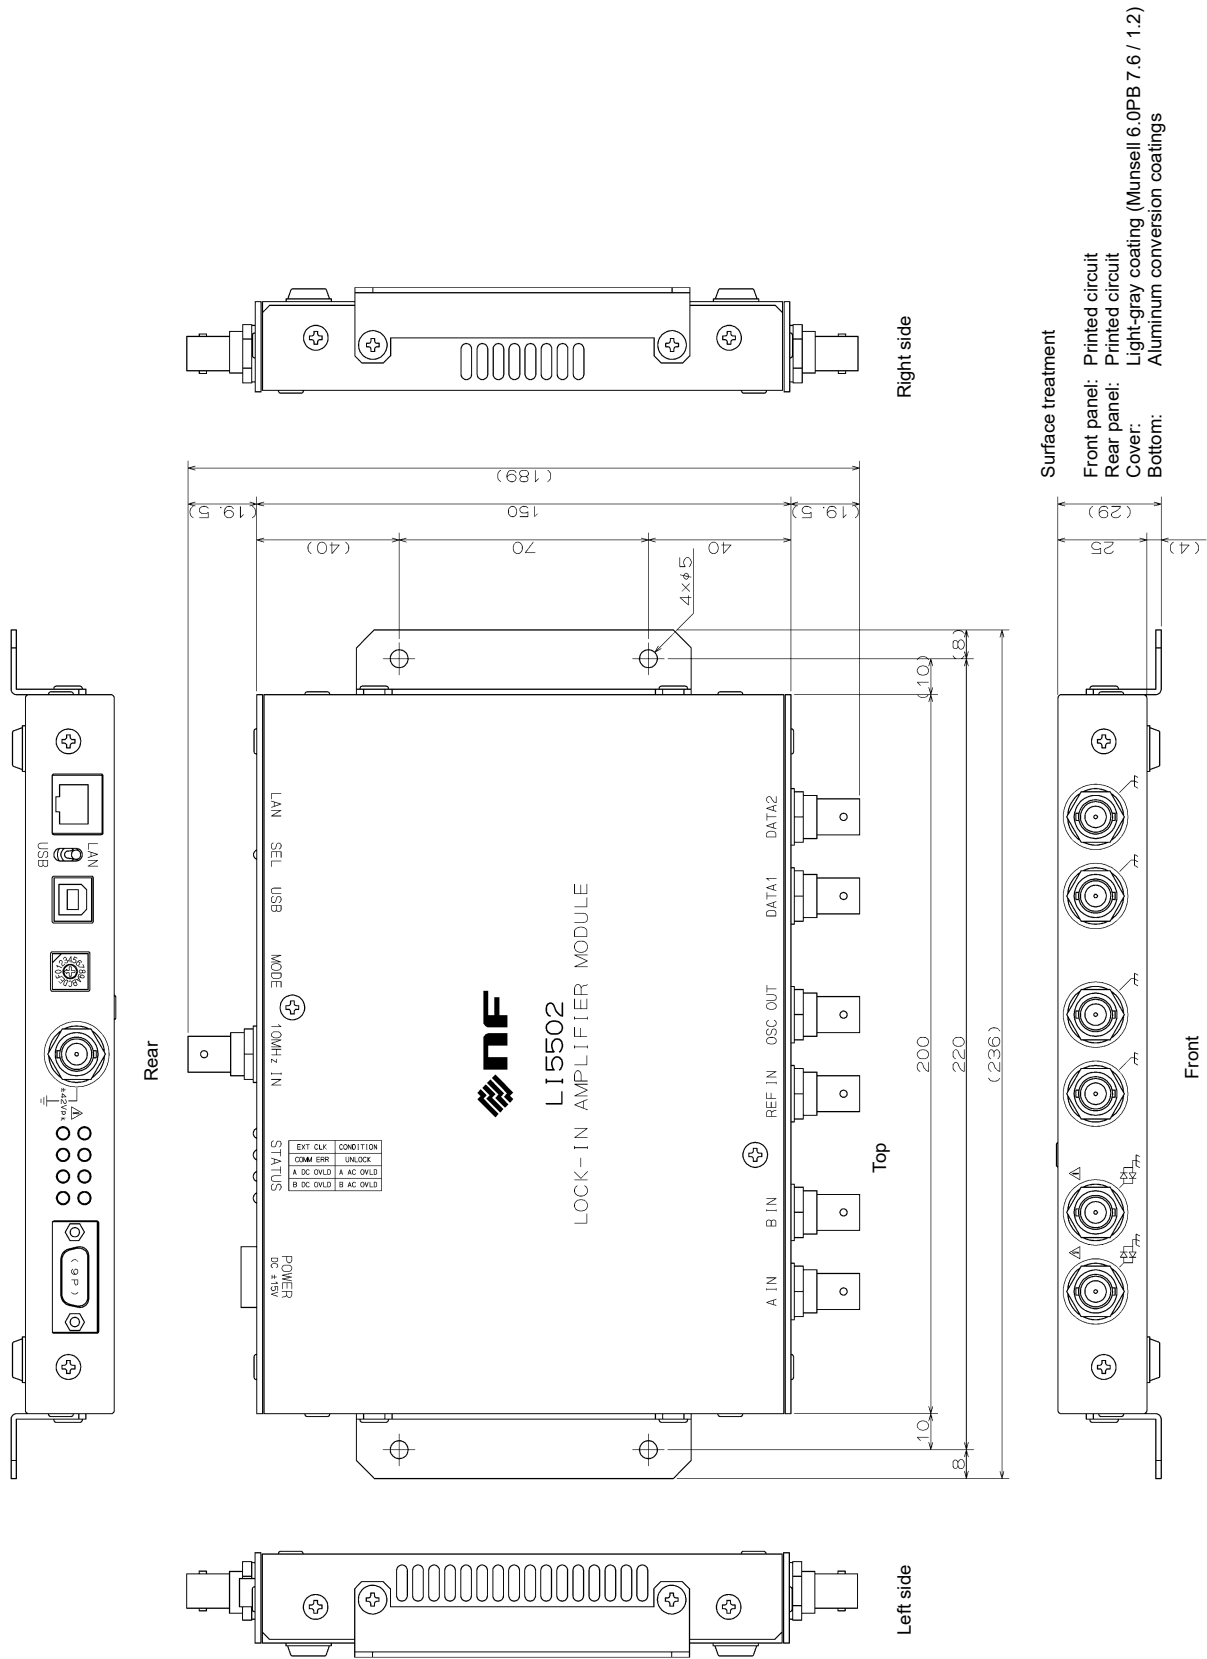 USB
LAN
(9P)
±42Vpk
0123456789ABCDEF
Rear
LAN
SEL
USB
MODE
10MHz IN
STATUS
EXT CLK CONDITION
COMM ERR UNLOCK
A DC OVLD A AC OVLD
B DC OVLD B AC OVLD
POWER
DC ±15V
nF
LI5502
LOCK-IN AMPLIFIER MODULE
A IN
B IN
REF IN
OSC OUT
DATA1
DATA2
Top
(19.5)
150
(19.5)
(189)
(40)
70
40
4xφ5
(8)
(10)
200
220
(236)
10
8
Left side
Right side
25
(29)
(4)
Front
Surface treatment
Front panel: Printed circuit
Rear panel: Printed circuit
Cover: Light-gray coating (Munsell 6.0PB 7.6 / 1.2)
Bottom: Aluminum conversion coatings